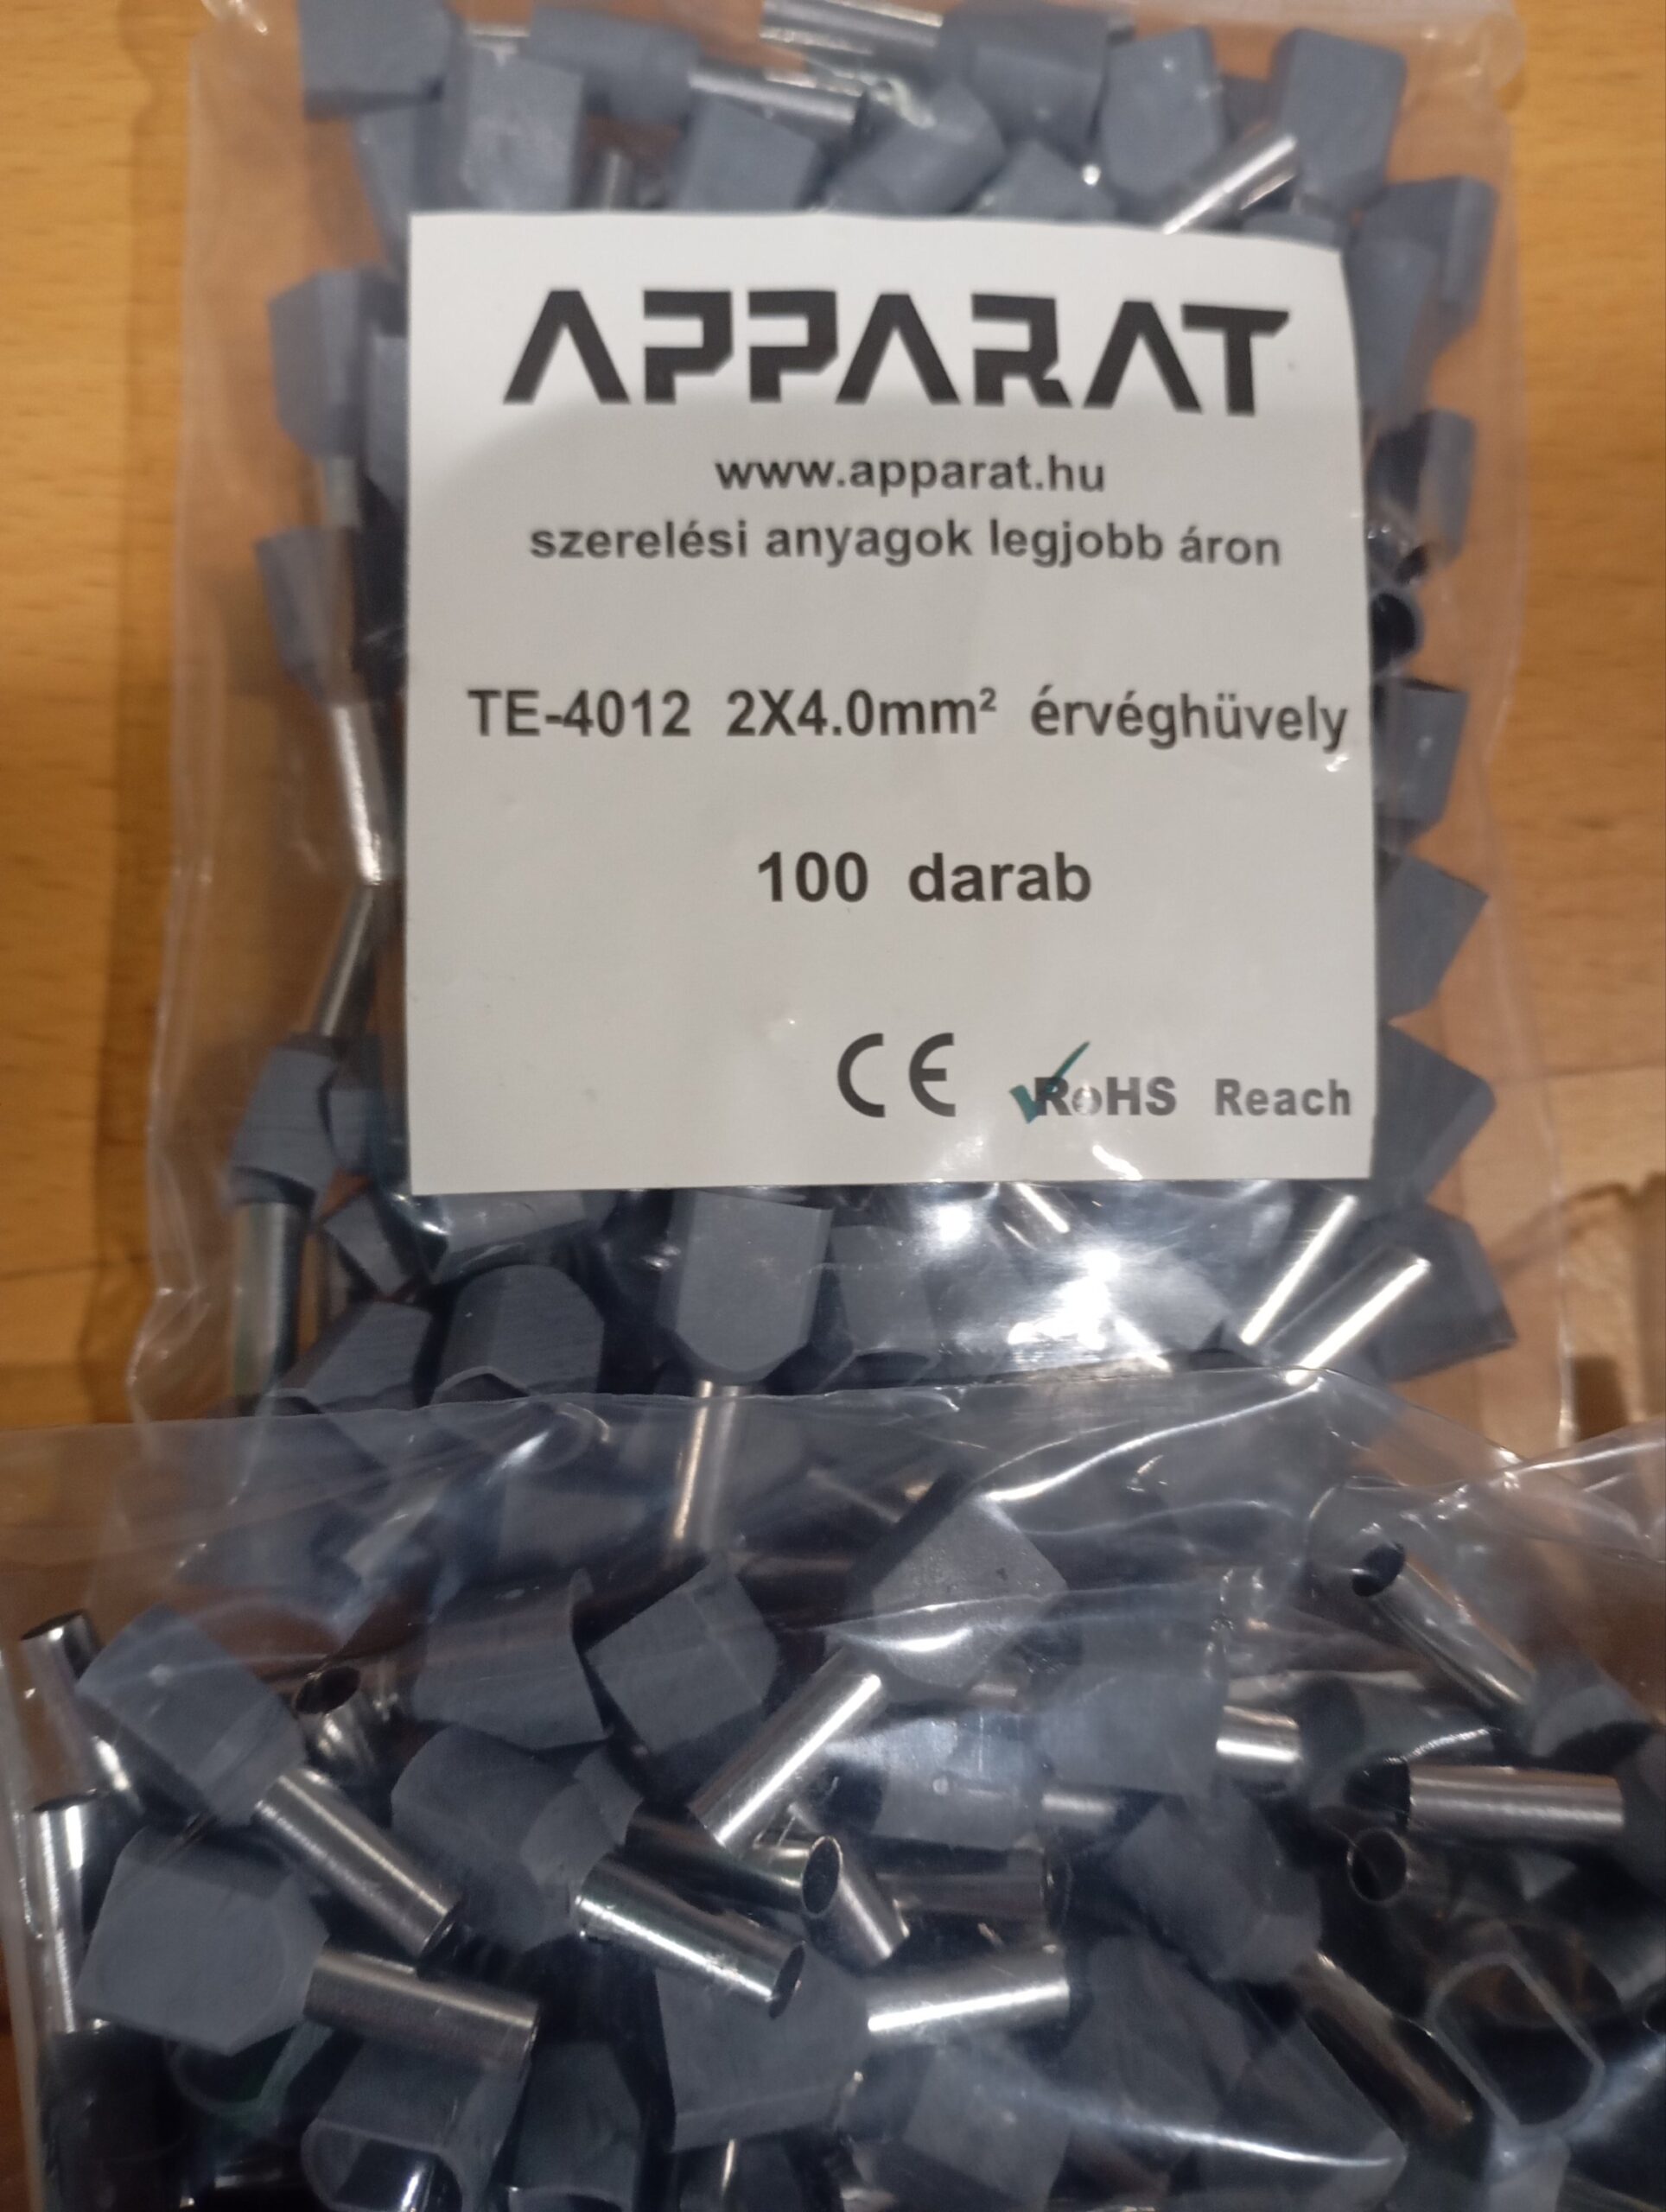 APPARAT
www.apparat.hu
szerelési anyagok legjobb áron
TE-4012 2X4.0mm² érvéghüvely
100 darab
CE RoHS Reach